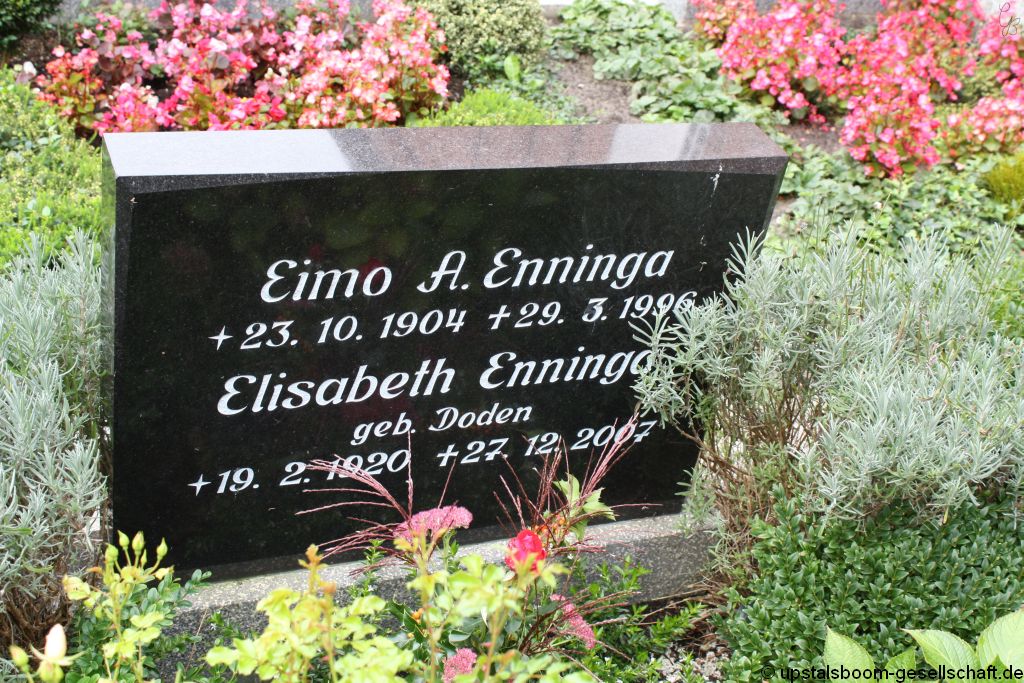 Eimo A. Enninga
+23. 10. 1904 +29. 3. 1996
Elisabeth Enninga
geb. Doden
+19. 2. 1920 +27. 12. 2007
© upstalsboom-gesellschaft.de